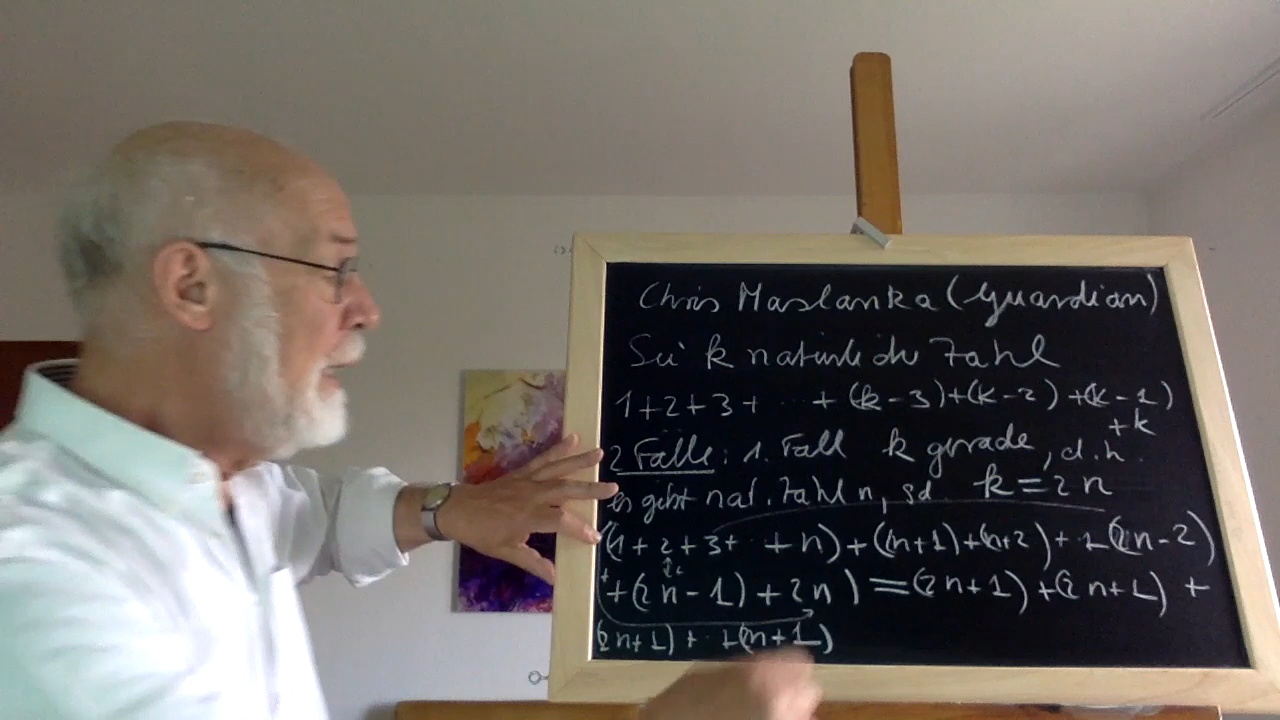 Chris Maslanka (Guardian)
Sei k natürliche Zahl
1+2+3+ ... +(k-3)+(k-2)+(k-1)
+k
2 Fälle: 1. Fall k gerade, d.h.
es gibt nat. Zahl n, sd k=2n
(1+2+3+ +n)+(n+1)+(n+2)+ +(2n-2)
+(2n-1)+2n)=(2n+1)+(2n+1)+
(2n+1)+ .. +(2n+1)